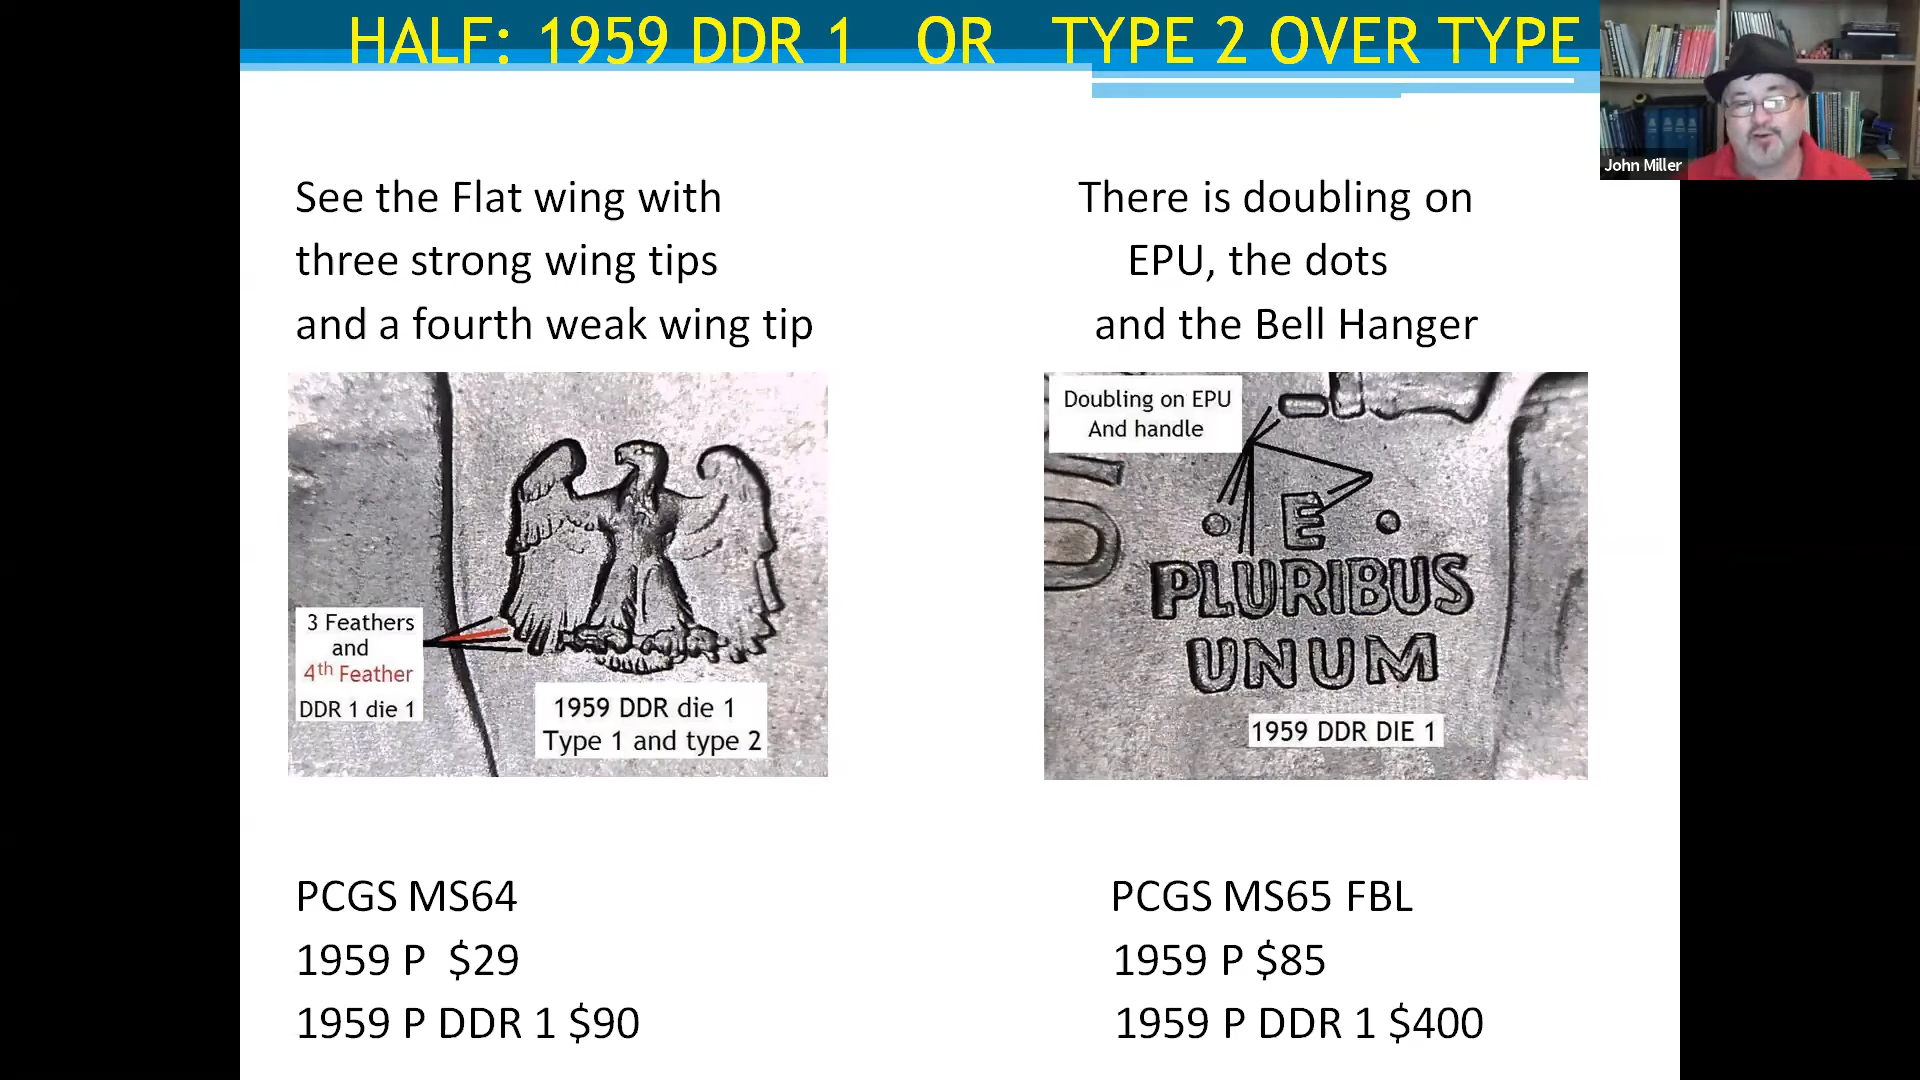 HALF: 1959 DDR 1 OR TYPE 2 OVER TYPE
John Miller
See the Flat wing with
three strong wing tips
and a fourth weak wing tip
There is doubling on
EPU, the dots
and the Bell Hanger
3 Feathers
and
4th Feather
DDR 1 die 1
1959 DDR die 1
Type 1 and type 2
Doubling on EPU
And handle
E
PLURIBUS
UNUM
1959 DDR DIE 1
PCGS MS64
1959 P $29
1959 P DDR 1 $90
PCGS MS65 FBL
1959 P $85
1959 P DDR 1 $400